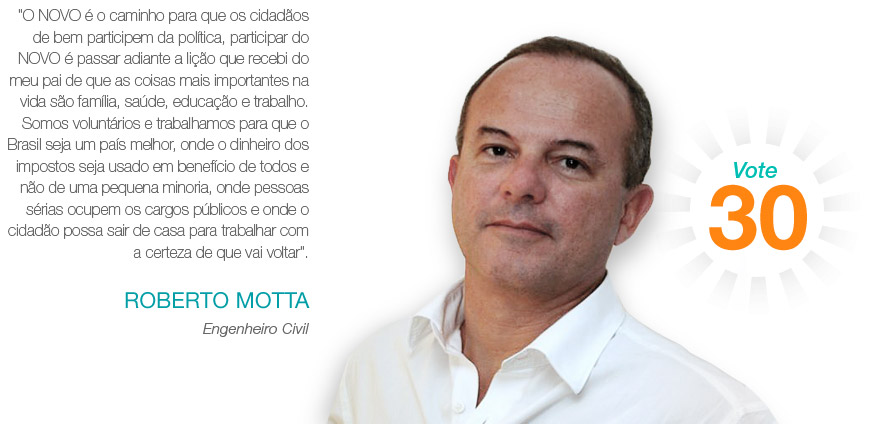 "O NOVO é o caminho para que os cidadãos
de bem participem da política, participar do
NOVO é passar adiante a lição que recebi do
meu pai de que as coisas mais importantes na
vida são família, saúde, educação e trabalho.
Somos voluntários e trabalhamos para que o
Brasil seja um país melhor, onde o dinheiro dos
impostos seja usado em benefício de todos e
não de uma pequena minoria, onde pessoas
sérias ocupem os cargos públicos e onde o
cidadão possa sair de casa para trabalhar com
a certeza de que vai voltar".
ROBERTO MOTTA
Engenheiro Civil
Vote
30